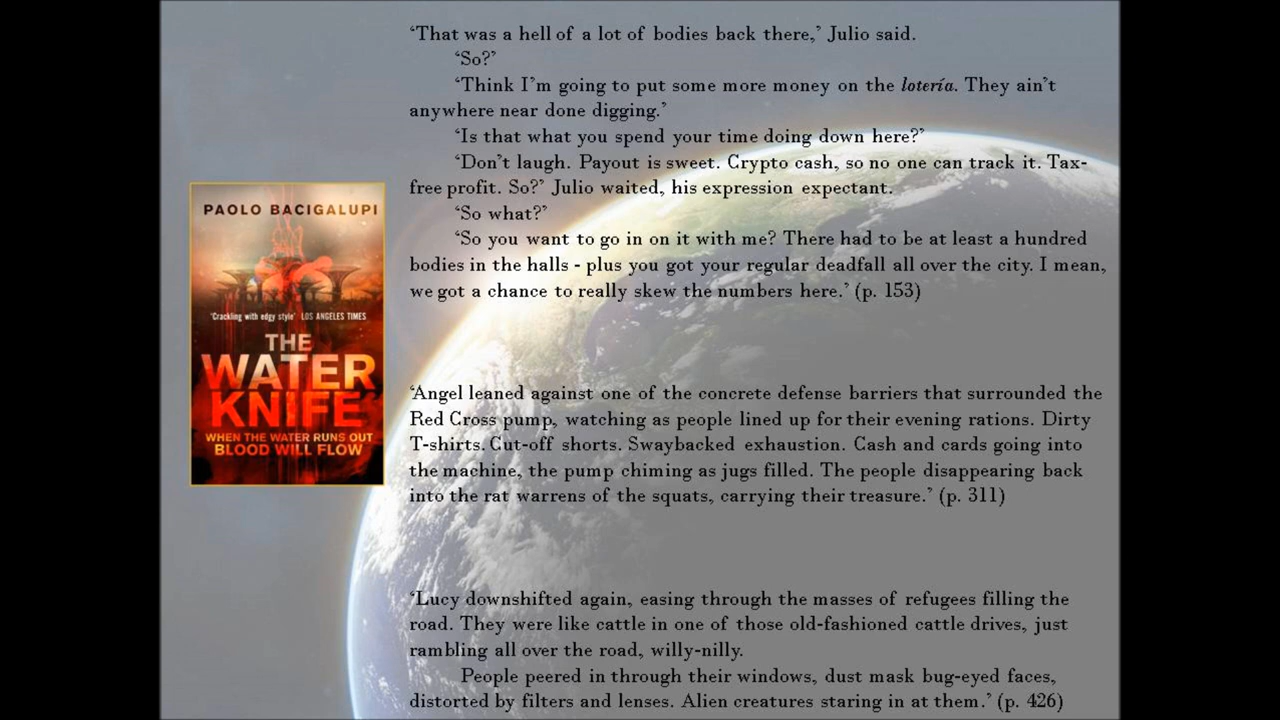 ‘That was a hell of a lot of bodies back there,’ Julio said.
‘So?’
‘Think I’m going to put some more money on the lotería. They ain’t
anywhere near done digging.’
‘Is that what you spend your time doing down here?’
‘Don’t laugh. Payout is sweet. Crypto cash, so no one can track it. Tax-
free profit. So?’ Julio waited, his expression expectant.
‘So what?’
‘So you want to go in on it with me? There had to be at least a hundred
bodies in the halls - plus you got your regular deadfall all over the city. I mean,
we got a chance to really skew the numbers here.’ (p. 153)
PAOLO BACIGALUPI
‘Crackling with edgy style’ LOS ANGELES TIMES
THE
WATER
KNIFE
WHEN THE WATER RUNS OUT
BLOOD WILL FLOW
‘Angel leaned against one of the concrete defense barriers that surrounded the
Red Cross pump, watching as people lined up for their evening rations. Dirty
T-shirts. Cut-off shorts. Swaybacked exhaustion. Cash and cards going into
the machine, the pump chiming as jugs filled. The people disappearing back
into the rat warrens of the squats, carrying their treasure.’ (p. 311)
‘Lucy downshifted again, easing through the masses of refugees filling the
road. They were like cattle in one of those old-fashioned cattle drives, just
rambling all over the road, willy-nilly.
People peered in through their windows, dust mask bug-eyed faces,
distorted by filters and lenses. Alien creatures staring in at them.’ (p. 426)